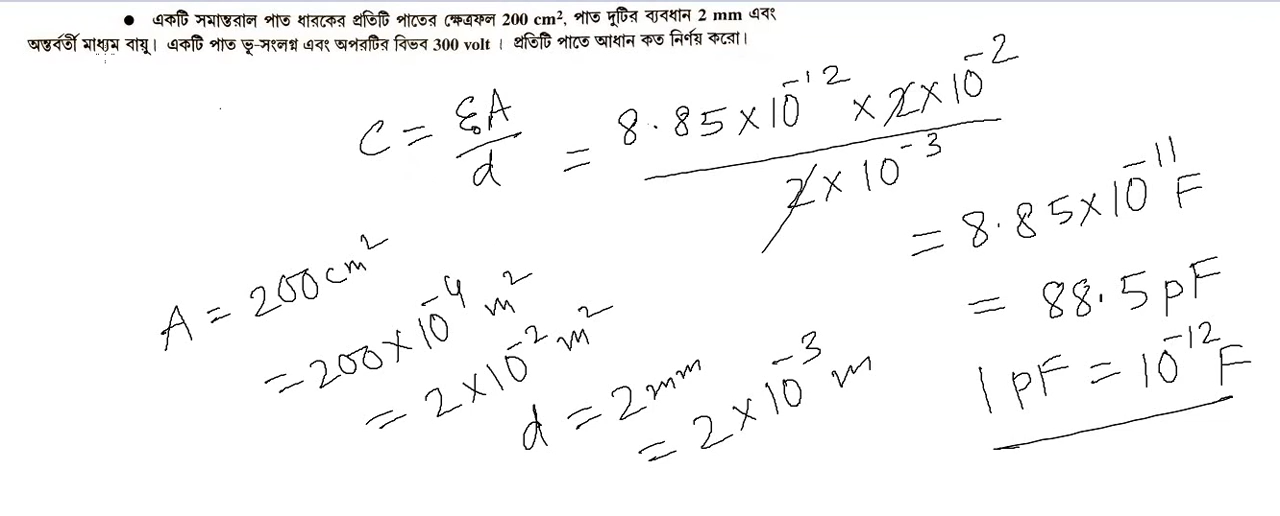 • একটি সমান্তরাল পাত ধারকের প্রতিটি পাতের ক্ষেত্রফল 200 cm², পাত দুটির ব্যবধান 2 mm এবং
অন্তর্বর্তী মাধ্যম বায়ু। একটি পাত ভূ-সংলগ্ন এবং অপরটির বিভব 300 volt । প্রতিটি পাতে আধান কত নির্ণয় করো।
C = ε₀A/d = 8.85×10⁻¹² × 2×10⁻² / 2×10⁻³
= 8.85×10⁻¹¹ F
= 88.5 pF
1 pF = 10⁻¹² F
A = 200 cm²
= 200×10⁻⁴ m²
= 2×10⁻² m²
d = 2 mm
= 2×10⁻³ m